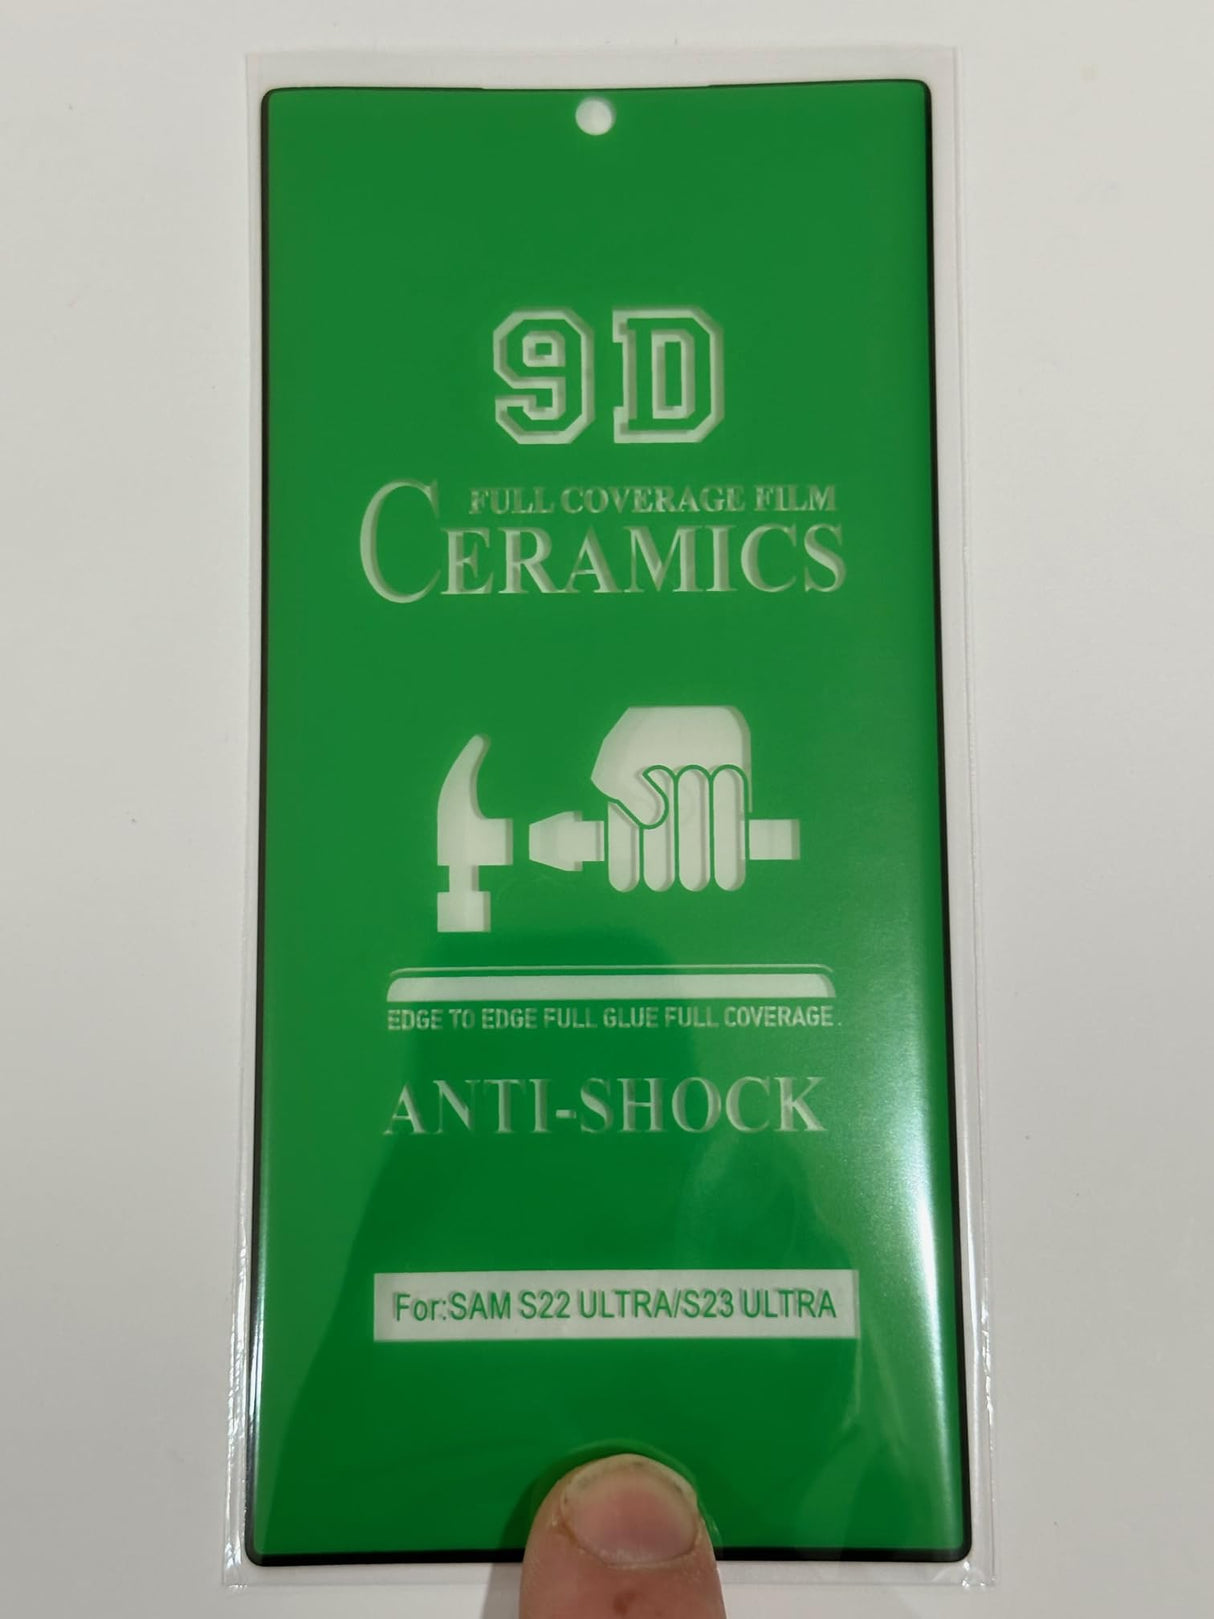 9D
FULL COVERAGE FILM
CERAMICS
EDGE TO EDGE FULL GLUE FULL COVERAGE.
ANTI-SHOCK
For:SAM S22 ULTRA/S23 ULTRA